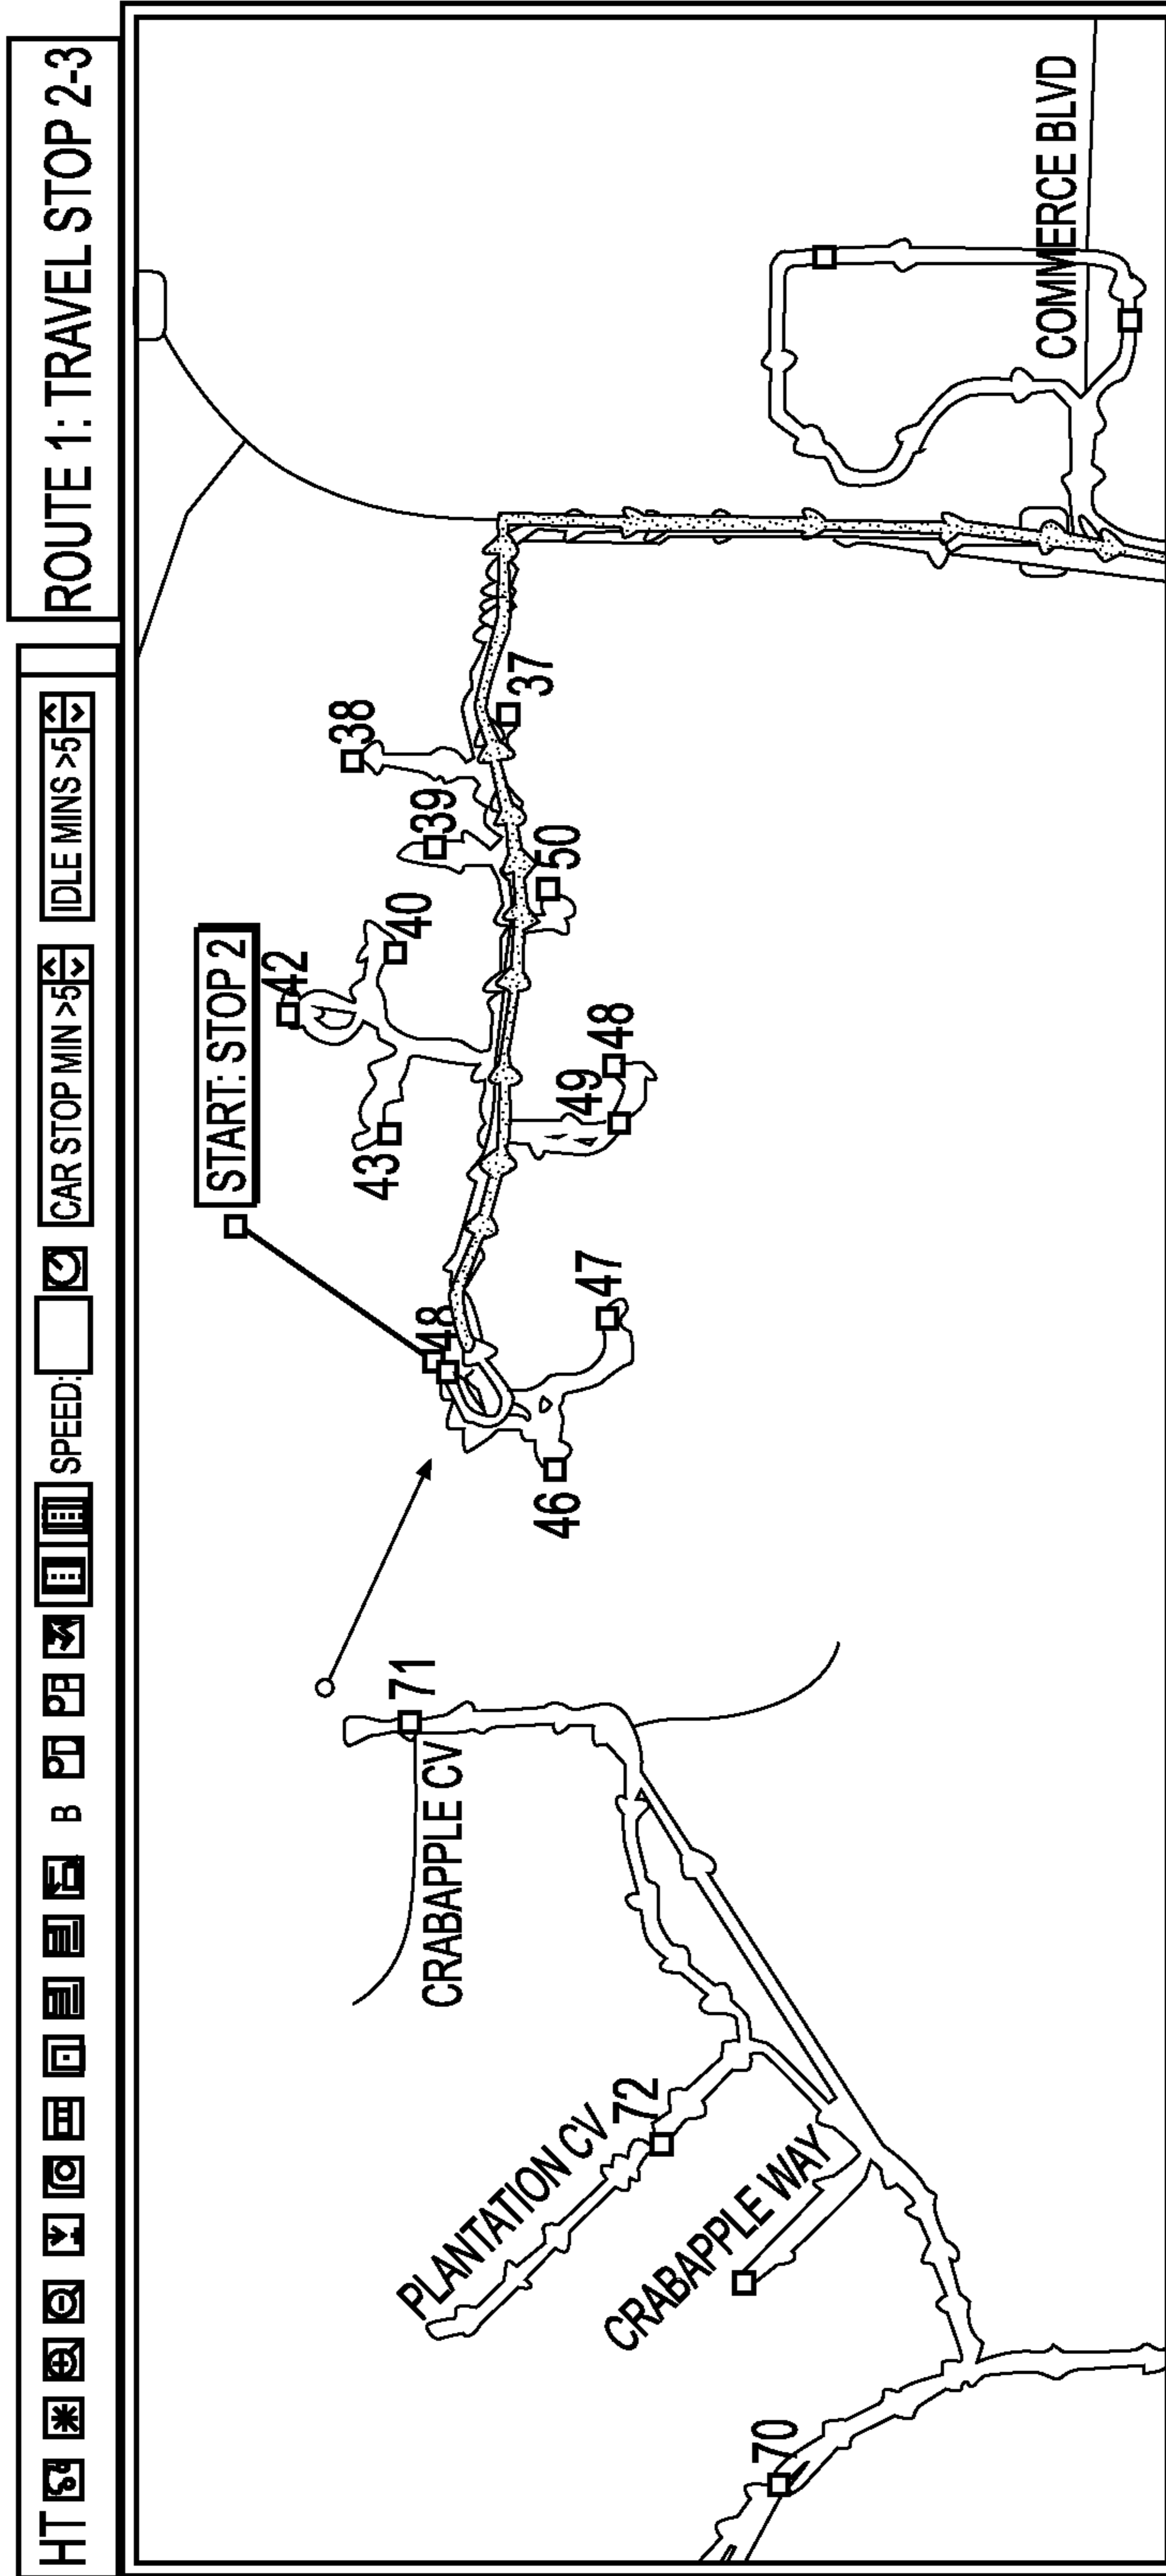 HT B PD PB SPEED: CAR STOP MIN >5 IDLE MINS >5
ROUTE 1: TRAVEL STOP 2-3
START: STOP 2
42
43
40
38
39
37
50
48
49
48
47
46
71
CRABAPPLE CV
PLANTATION CV
72
CRABAPPLE WAY
70
COMMERCE BLVD